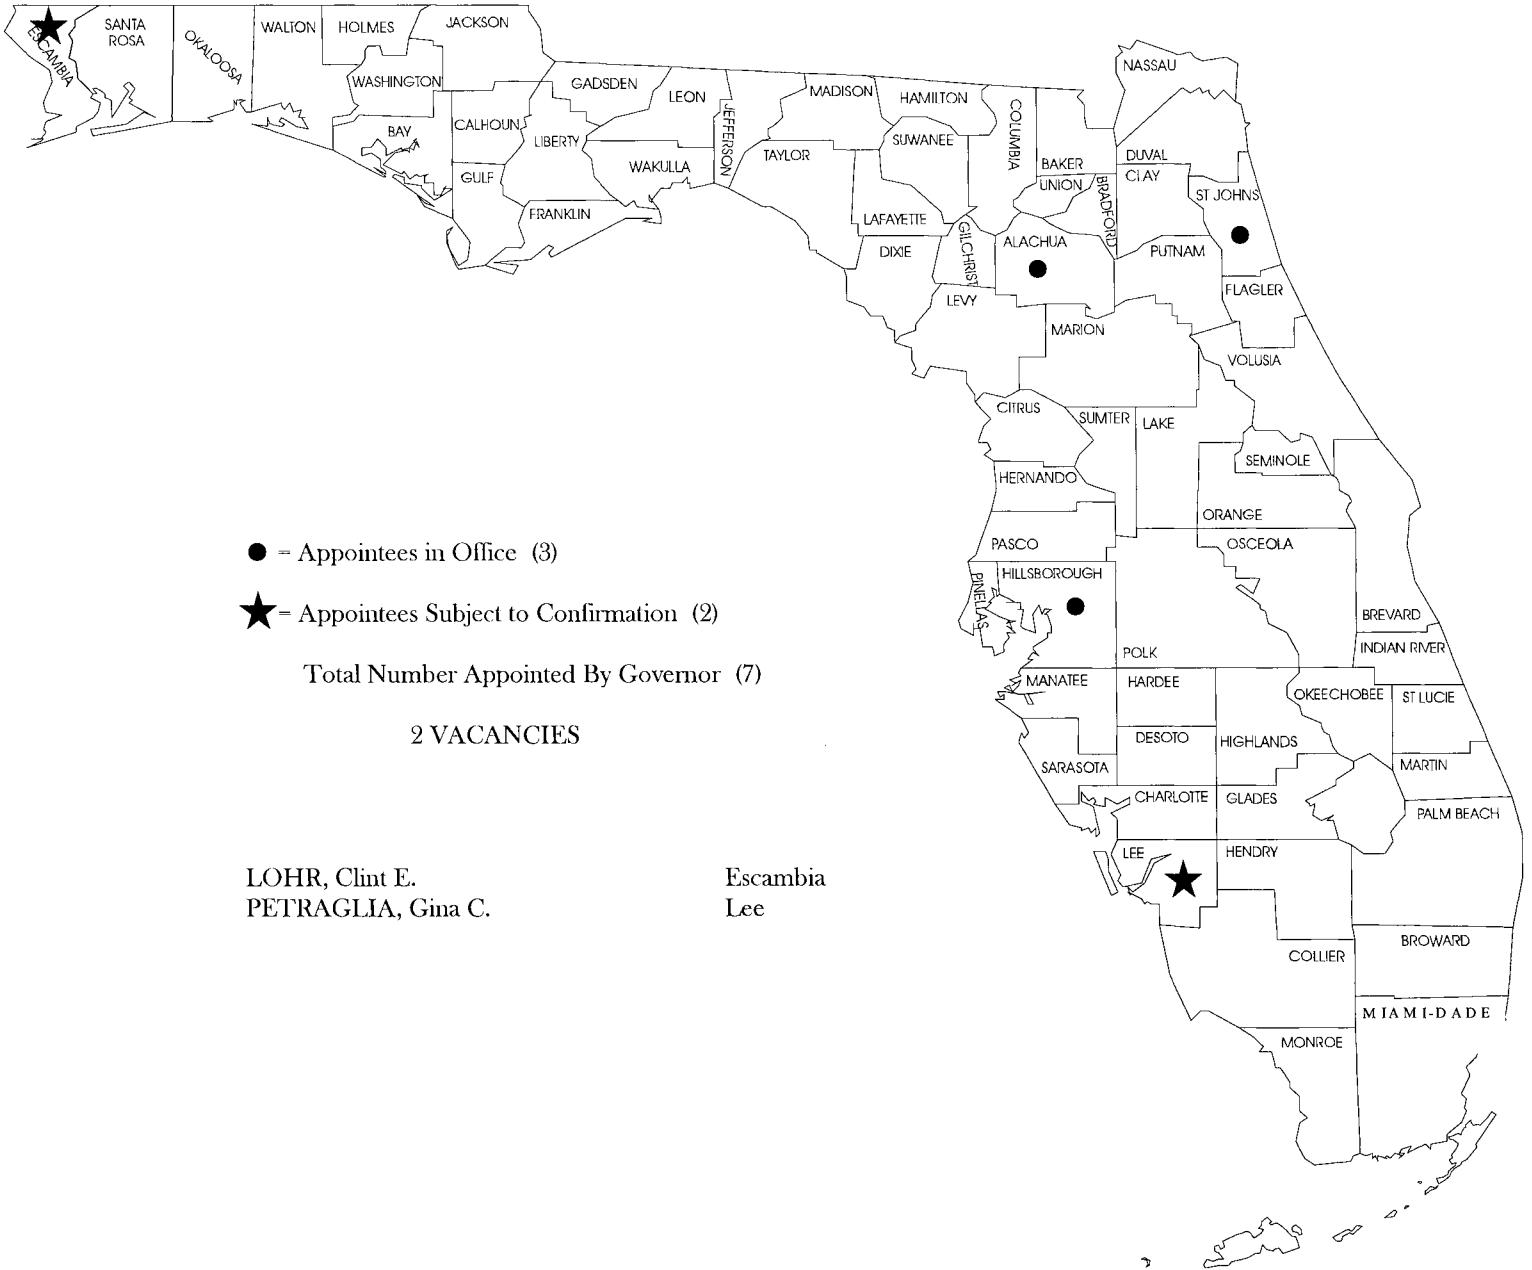 ESCAMBIA
SANTA
ROSA
OKALOOSA
WALTON
HOLMES
JACKSON
WASHINGTON
BAY
CALHOUN
GULF
LIBERTY
GADSDEN
LEON
JEFFERSON
WAKULLA
FRANKLIN
MADISON
TAYLOR
HAMILTON
SUWANEE
LAFAYETTE
DIXIE
COLUMBIA
GILCHRIST
BAKER
UNION
BRADFORD
NASSAU
DUVAL
CLAY
ST JOHNS
ALACHUA
PUTNAM
FLAGLER
LEVY
MARION
VOLUSIA
CITRUS
SUMTER
LAKE
SEMINOLE
HERNANDO
ORANGE
PASCO
OSCEOLA
HILLSBOROUGH
PINELLAS
BREVARD
POLK
INDIAN RIVER
MANATEE
HARDEE
OKEECHOBEE
ST LUCIE
DESOTO
HIGHLANDS
SARASOTA
MARTIN
CHARLOTTE
GLADES
PALM BEACH
LEE
HENDRY
BROWARD
COLLIER
MIAMI-DADE
MONROE
= Appointees in Office (3)
= Appointees Subject to Confirmation (2)
Total Number Appointed By Governor (7)
2 VACANCIES
LOHR, Clint E. Escambia
PETRAGLIA, Gina C. Lee